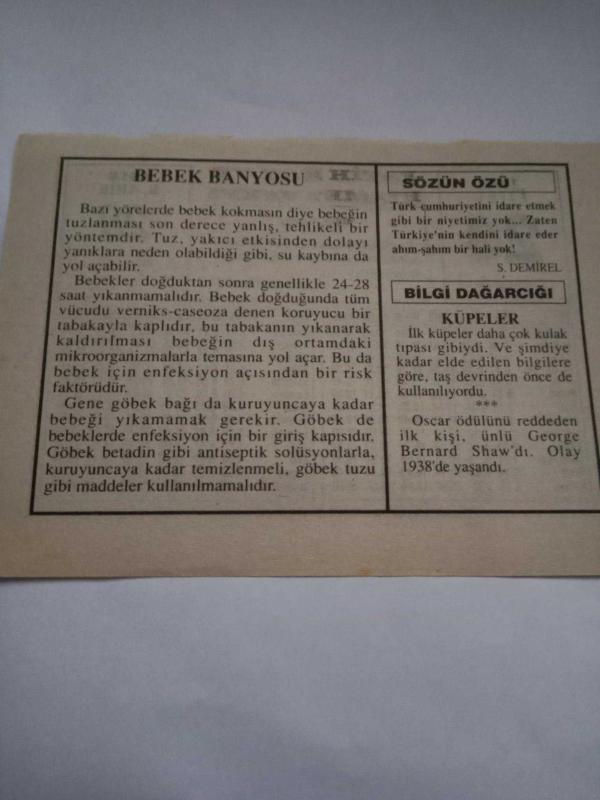 BEBEK BANYOSU
Bazı yörelerde bebek kokmasın diye bebeğin
tuzlanması son derece yanlış, tehlikeli bir
yöntemdir. Tuz, yakıcı etkisinden dolayı
yanıklara neden olabildiği gibi, su kaybına da
yol açabilir.
Bebekler doğduktan sonra genellikle 24-28
saat yıkanmamalıdır. Bebek doğduğunda tüm
vücudu verniks-caseoza denen koruyucu bir
tabakayla kaplıdır, bu tabakanın yıkanarak
kaldırılması bebeğin dış ortamdaki
mikroorganizmalarla temasına yol açar. Bu da
bebek için enfeksiyon açısından bir risk
faktörüdür.
Gene göbek bağı da kuruyuncaya kadar
bebeği yıkamamak gerekir. Göbek de
bebeklerde enfeksiyon için bir giriş kapısıdır.
Göbek betadin gibi antiseptik solüsyonlarla,
kuruyuncaya kadar temizlenmeli, göbek tuzu
gibi maddeler kullanılmamalıdır.
SÖZÜN ÖZÜ
Türk cumhuriyetini idare etmek
gibi bir niyetimiz yok... Zaten
Türkiye'nin kendini idare eder
ahım-şahım bir hali yok!
S. DEMİREL
BİLGİ DAĞARCIĞI
KÜPELER
İlk küpeler daha çok kulak
tıpası gibiydi. Ve şimdiye
kadar elde edilen bilgilere
göre, taş devrinden önce de
kullanılıyordu.
***
Oscar ödülünü reddeden
ilk kişi, ünlü George
Bernard Shaw'dı. Olay
1938'de yaşandı.